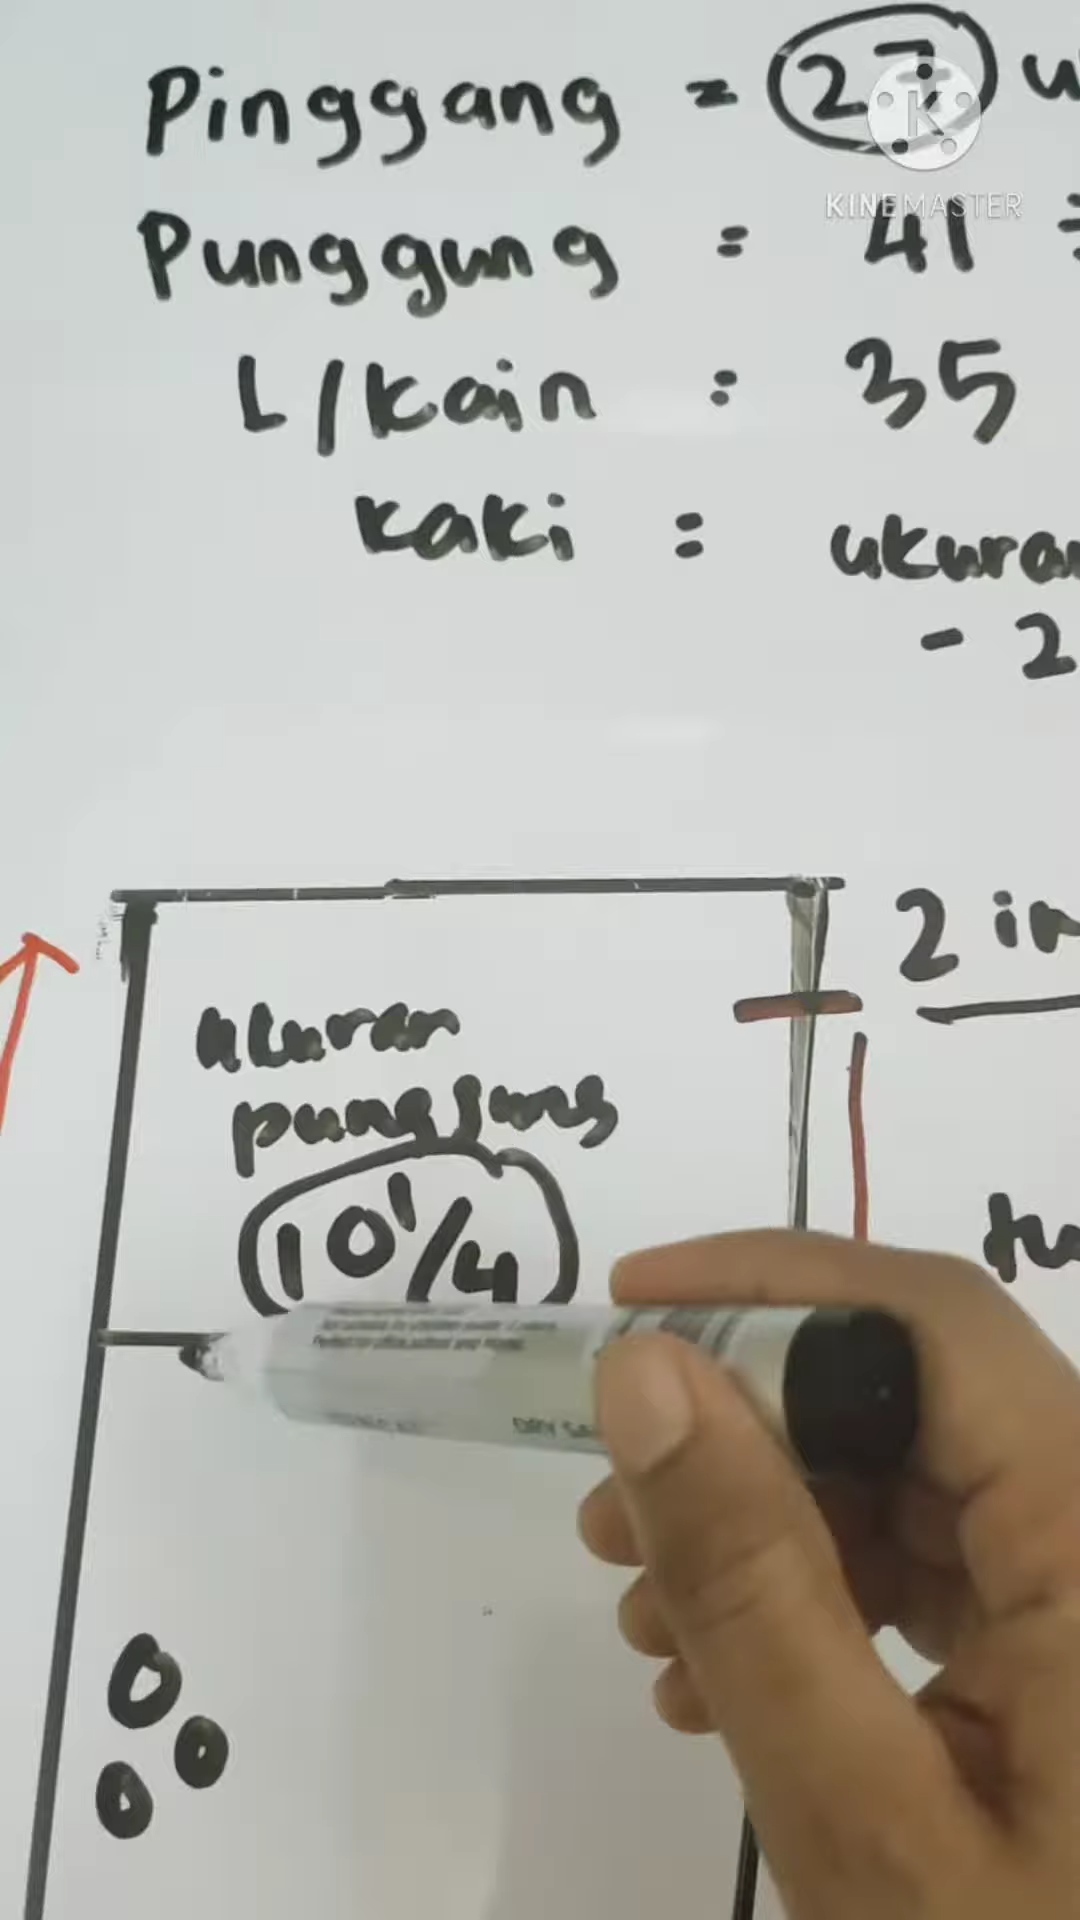 Pinggang = 27 u
KINEMASTER
Punggung = 41 ÷
L/kain : 35
kaki : ukuran
- 2
2 in
ukuran
punggung
10 1/4